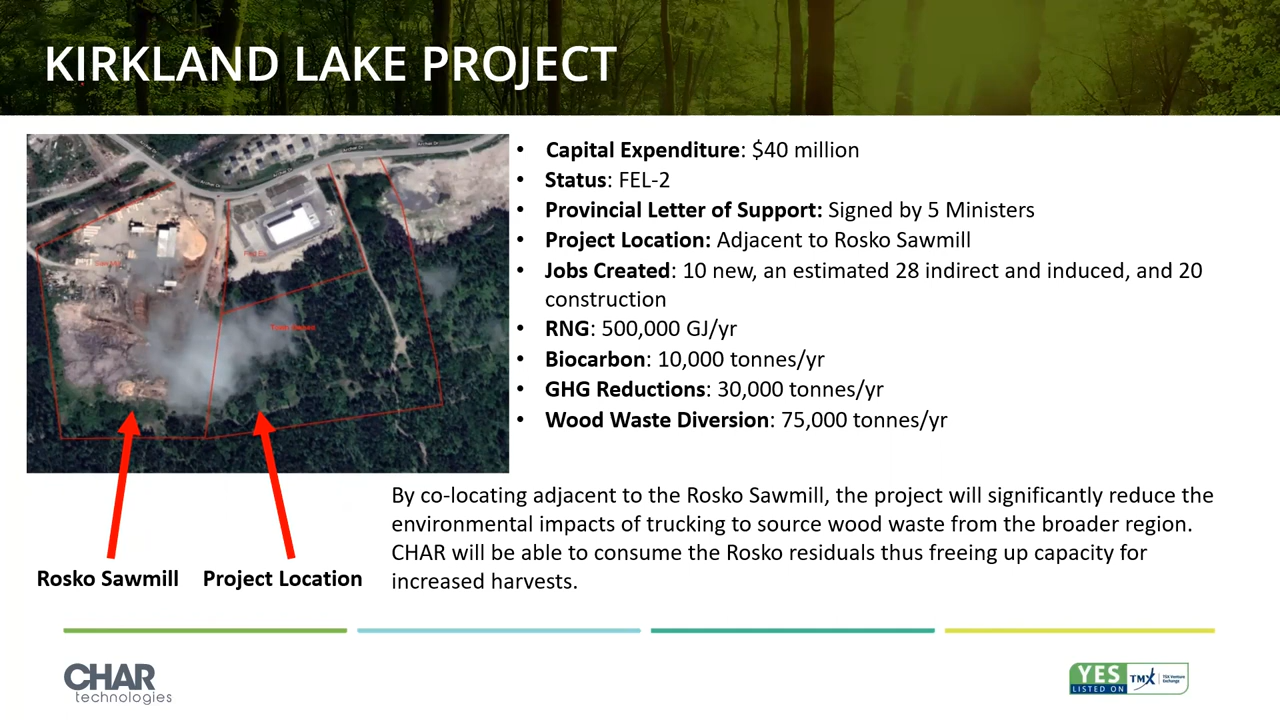 KIRKLAND LAKE PROJECT
• Capital Expenditure: $40 million
• Status: FEL-2
• Provincial Letter of Support: Signed by 5 Ministers
• Project Location: Adjacent to Rosko Sawmill
• Jobs Created: 10 new, an estimated 28 indirect and induced, and 20
construction
• RNG: 500,000 GJ/yr
• Biocarbon: 10,000 tonnes/yr
• GHG Reductions: 30,000 tonnes/yr
• Wood Waste Diversion: 75,000 tonnes/yr
By co-locating adjacent to the Rosko Sawmill, the project will significantly reduce the
environmental impacts of trucking to source wood waste from the broader region.
CHAR will be able to consume the Rosko residuals thus freeing up capacity for
increased harvests.
Rosko Sawmill
Project Location
CHAR
technologies
YES
LISTED ON
TMX
TSX Venture
Exchange